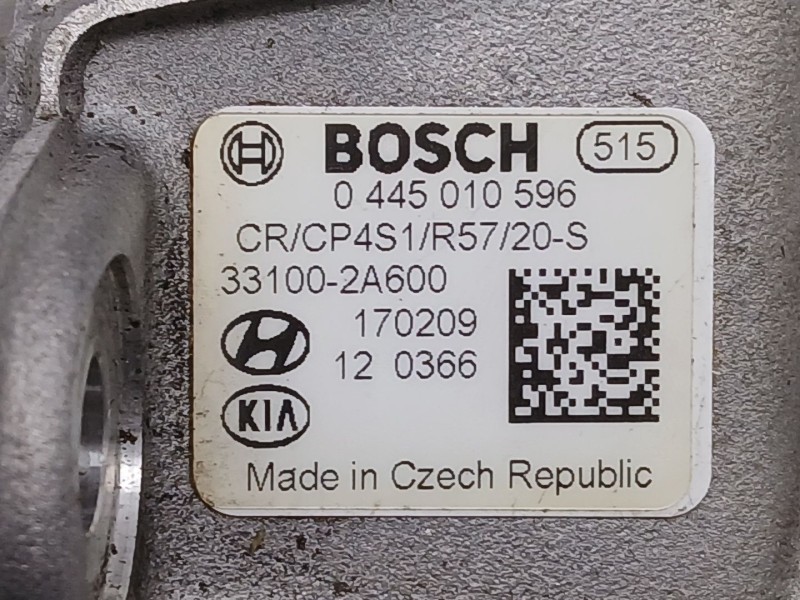 BOSCH 515
0 445 010 596
CR/CP4S1/R57/20-S
33100-2A600
170209
12 0366
KIA
Made in Czech Republic